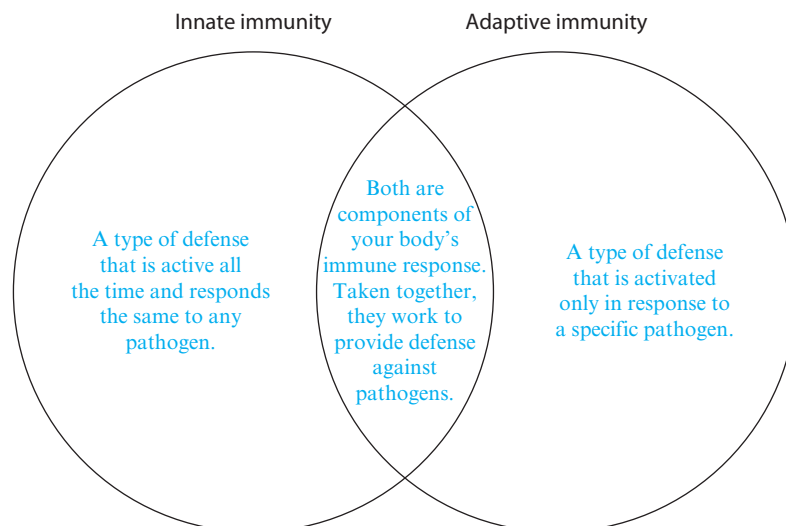 Innate immunity
Adaptive immunity
A type of defense
that is active all
the time and responds
the same to any
pathogen.
Both are
components of
your body’s
immune response.
Taken together,
they work to
provide defense
against
pathogens.
A type of defense
that is activated
only in response to
a specific pathogen.